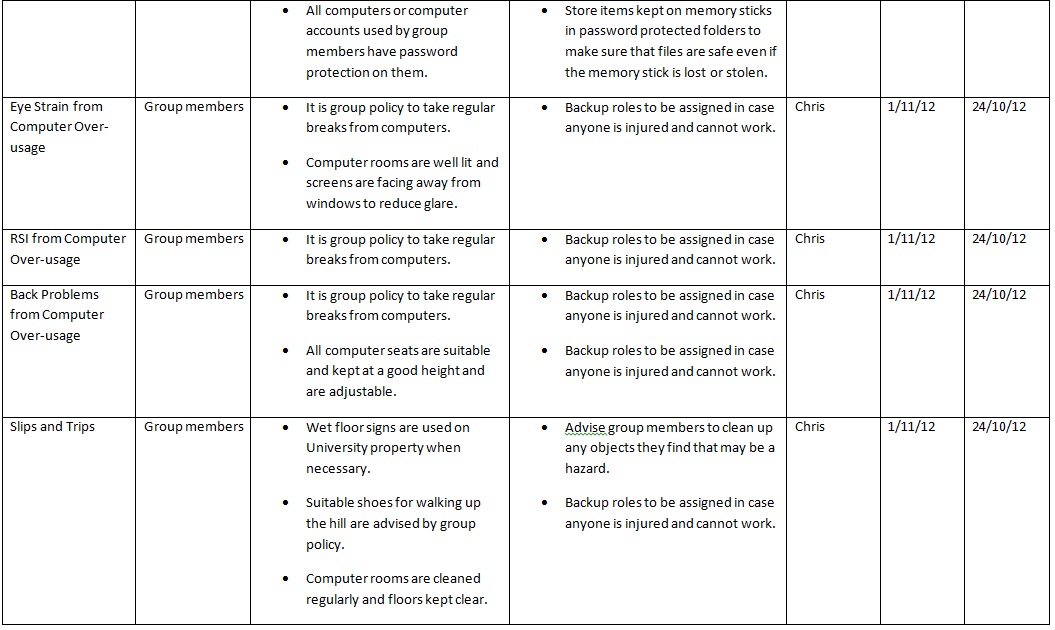 • All computers or computer
accounts used by group
members have password
protection on them.
• Store items kept on memory sticks
in password protected folders to
make sure that files are safe even if
the memory stick is lost or stolen.
Eye Strain from
Computer Over-
usage
Group members
• It is group policy to take regular
breaks from computers.
• Computer rooms are well lit and
screens are facing away from
windows to reduce glare.
• Backup roles to be assigned in case
anyone is injured and cannot work.
Chris
1/11/12
24/10/12
RSI from Computer
Over-usage
Group members
• It is group policy to take regular
breaks from computers.
• Backup roles to be assigned in case
anyone is injured and cannot work.
Chris
1/11/12
24/10/12
Back Problems
from Computer
Over-usage
Group members
• It is group policy to take regular
breaks from computers.
• All computer seats are suitable
and kept at a good height and
are adjustable.
• Backup roles to be assigned in case
anyone is injured and cannot work.
• Backup roles to be assigned in case
anyone is injured and cannot work.
Chris
1/11/12
24/10/12
Slips and Trips
Group members
• Wet floor signs are used on
University property when
necessary.
• Suitable shoes for walking up
the hill are advised by group
policy.
• Computer rooms are cleaned
regularly and floors kept clear.
• Advise group members to clean up
any objects they find that may be a
hazard.
• Backup roles to be assigned in case
anyone is injured and cannot work.
Chris
1/11/12
24/10/12